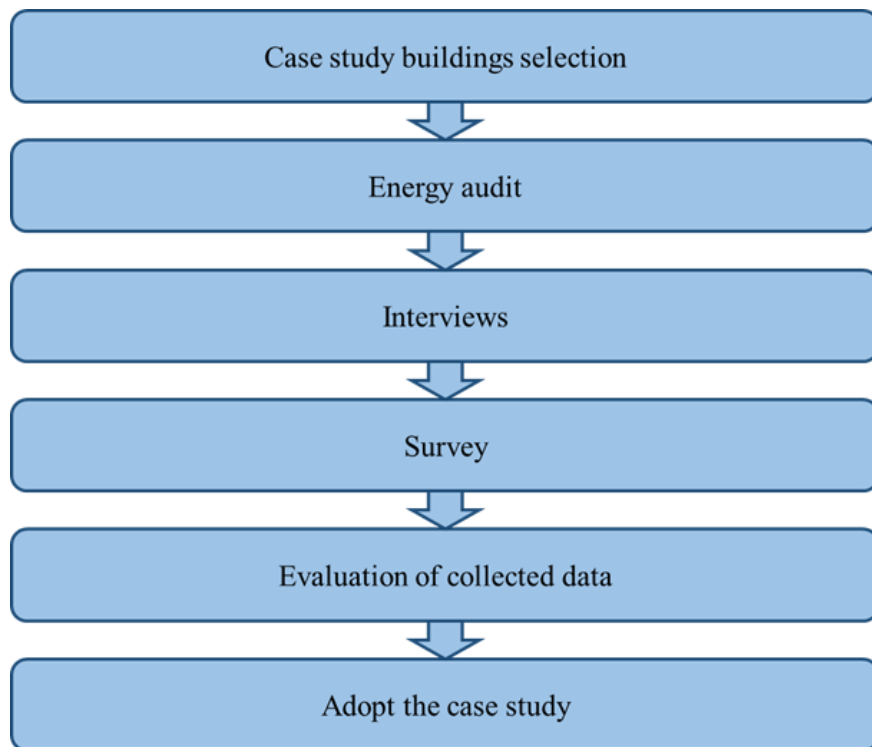 Case study buildings selection
Energy audit
Interviews
Survey
Evaluation of collected data
Adopt the case study